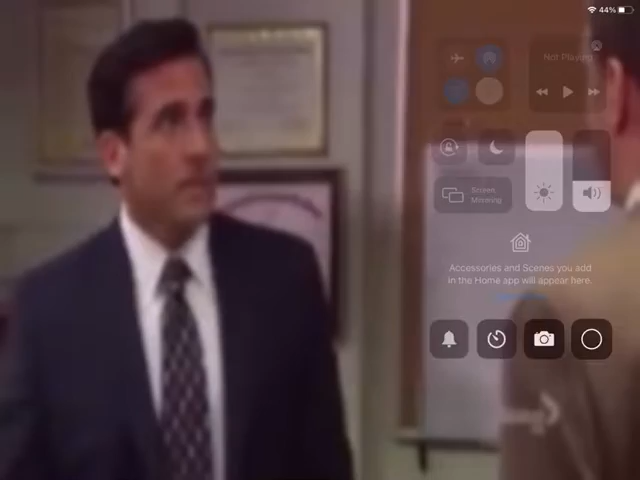 44%
Not Playing
Screen
Mirroring
Accessories and Scenes you add
in the Home app will appear here.